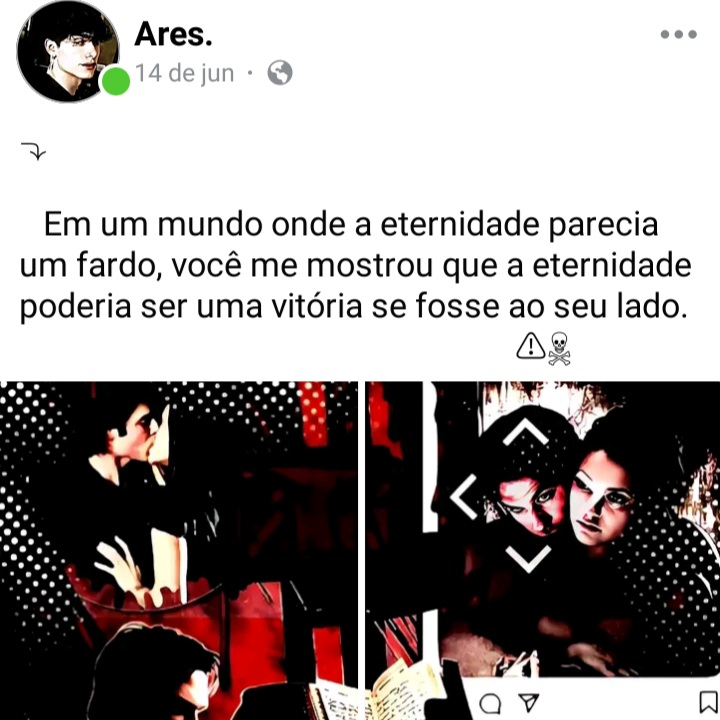 Ares.
14 de jun ·
Em um mundo onde a eternidade parecia
um fardo, você me mostrou que a eternidade
poderia ser uma vitória se fosse ao seu lado.
⚠☠